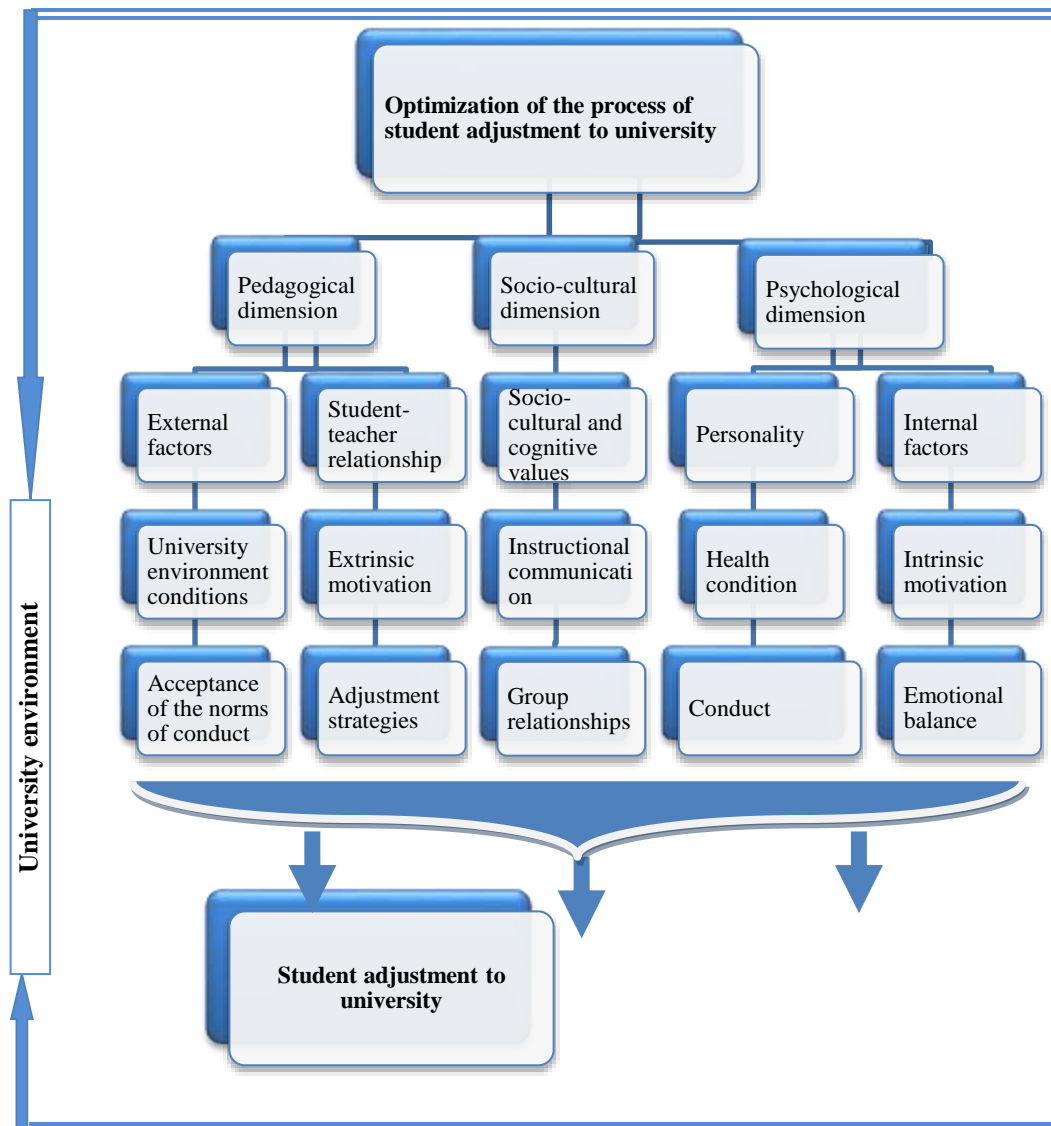 Optimization of the process of
student adjustment to university
Pedagogical
dimension
Socio-cultural
dimension
Psychological
dimension
External
factors
Student-
teacher
relationship
Socio-
cultural and
cognitive
values
Personality
Internal
factors
University
environment
conditions
Extrinsic
motivation
Instructional
communicati
on
Health
condition
Intrinsic
motivation
Acceptance
of the norms
of conduct
Adjustment
strategies
Group
relationships
Conduct
Emotional
balance
University environment
Student adjustment to
university